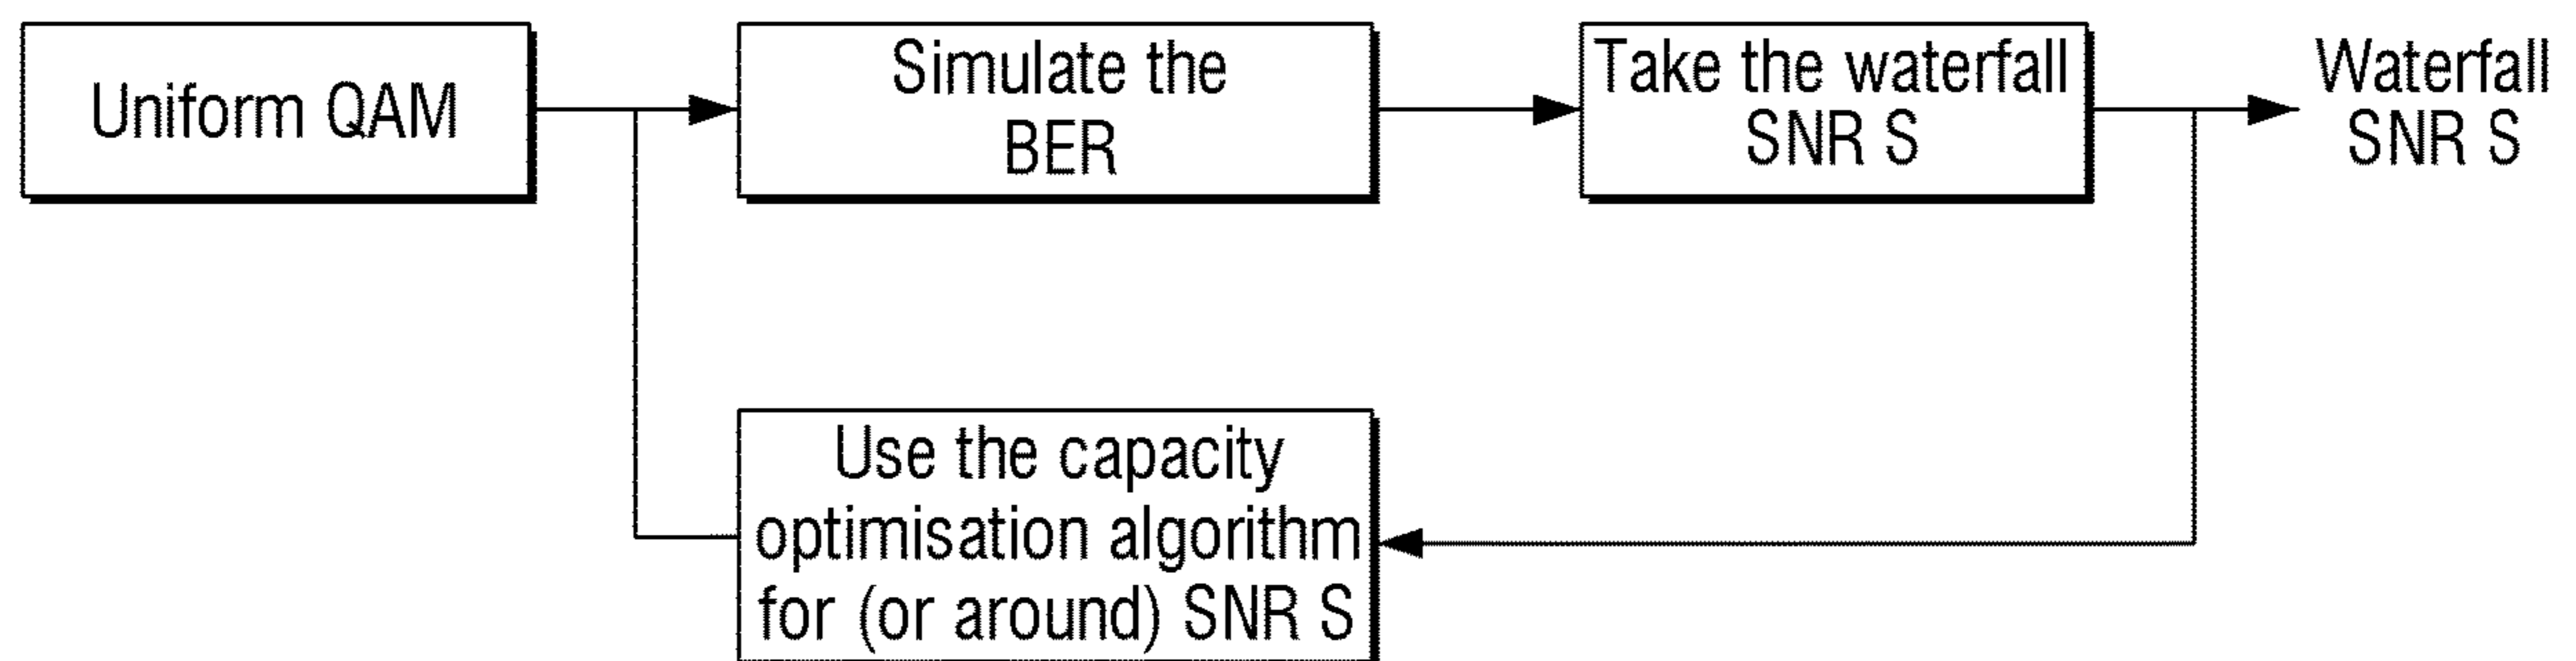 Uniform QAM
Simulate the
BER
Take the waterfall
SNR S
Waterfall
SNR S
Use the capacity
optimisation algorithm
for (or around) SNR S